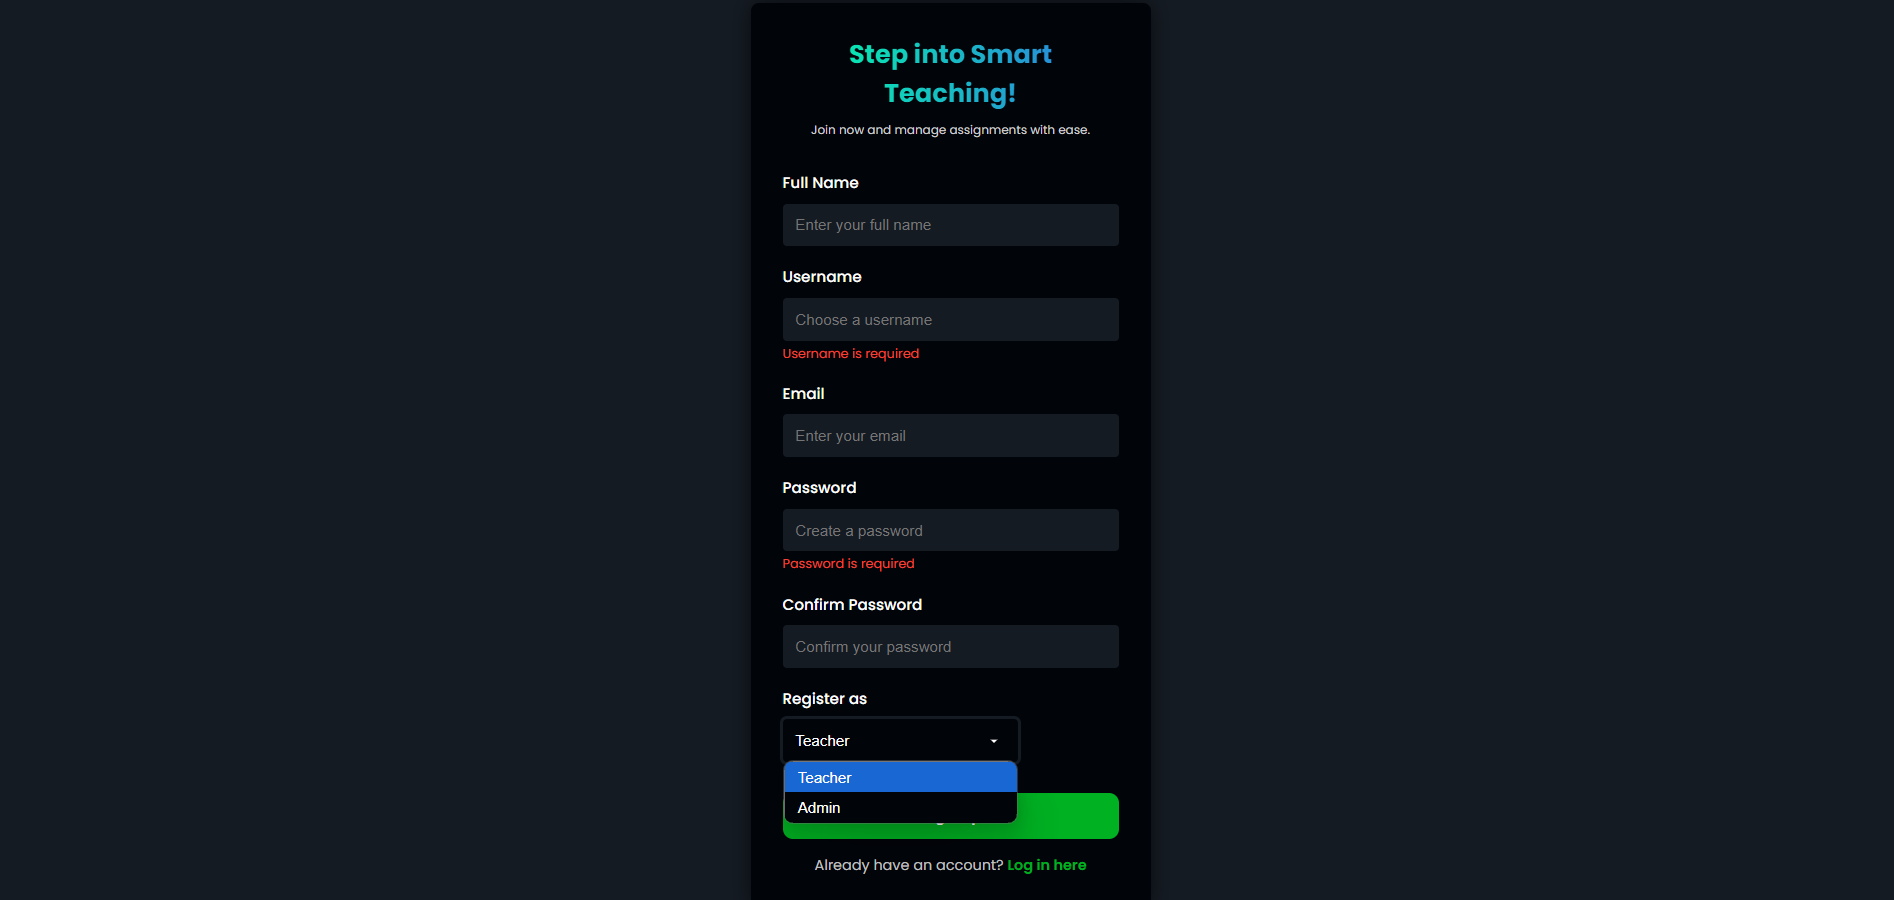 Step into Smart
Teaching!
Join now and manage assignments with ease.
Full Name
Enter your full name
Username
Choose a username
Username is required
Email
Enter your email
Password
Create a password
Password is required
Confirm Password
Confirm your password
Register as
Teacher
Teacher
Admin
Already have an account? Log in here